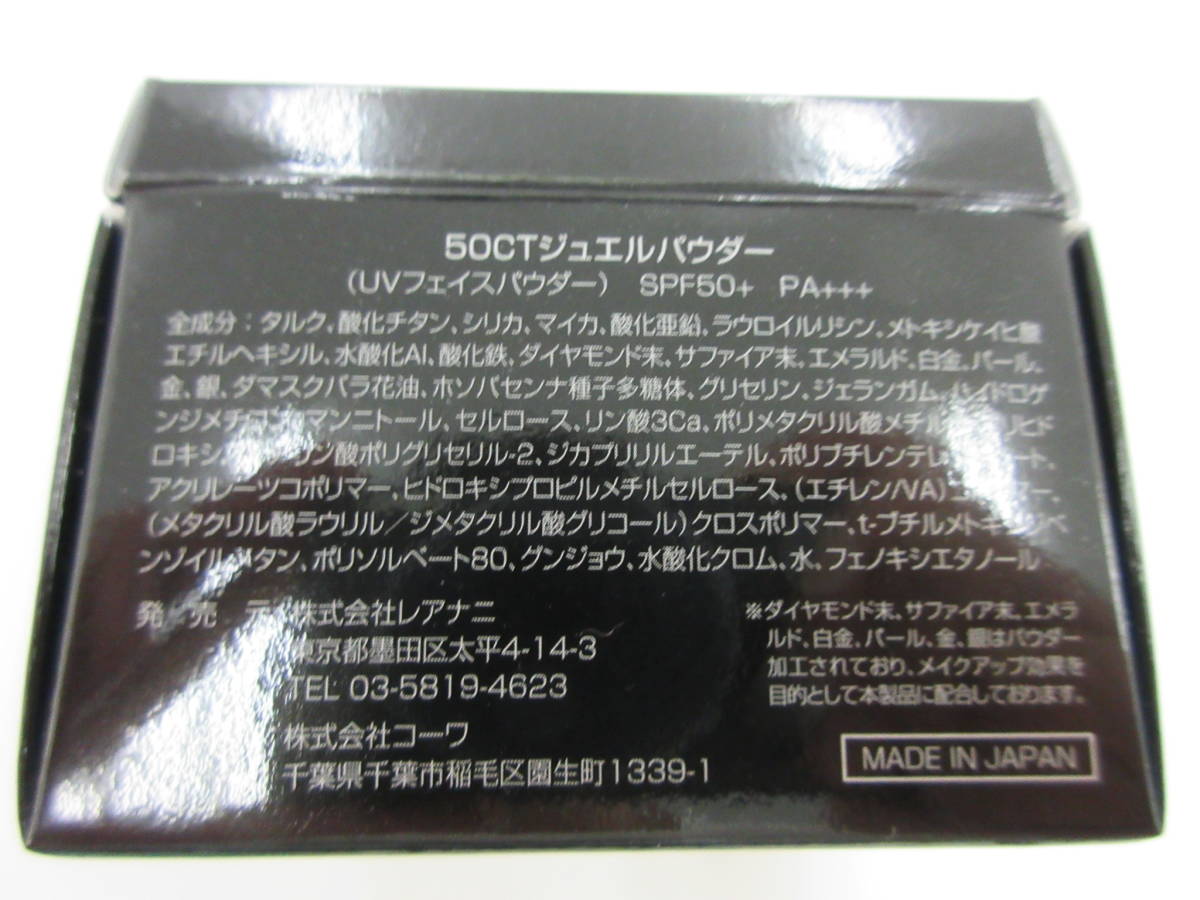 50CTジュエルパウダー
(UVフェイスパウダー) SPF50+ PA+++
全成分:タルク、酸化チタン、シリカ、マイカ、酸化亜鉛、ラウロイルリシン、メトキシケイヒ酸
エチルヘキシル、水酸化Al、酸化鉄、ダイヤモンド末、サファイア末、エメラルド、白金、パール、
金、銀、ダマスクバラ花油、ホソバセンナ種子多糖体、グリセリン、ジェランガム、ハイドロゲ
ンジメチコン、マンニトール、セルロース、リン酸3Ca、ポリメタクリル酸メチル
ロキシ リン酸ポリグリセリル-2、ジカプリリルエーテル、ポリブチレンテレ ート、
アクリレーツコポリマー、ヒドロキシプロピルメチルセルロース、(エチレン/VA) マー、
(メタクリル酸ラウリル/ジメタクリル酸グリコール)クロスポリマー、t-ブチルメトキシジベ
ンゾイルメタン、ポリソルベート80、グンジョウ、水酸化クロム、水、フェノキシエタノール
発 売 元 株式会社レアナニ
東京都墨田区太平4-14-3
TEL 03-5819-4623
株式会社コーワ
千葉県千葉市稲毛区園生町1339-1
※ダイヤモンド末、サファイア末、エメラ
ルド、白金、パール、金、銀はパウダー
加工されており、メイクアップ効果を
目的として本製品に配合しております。
MADE IN JAPAN